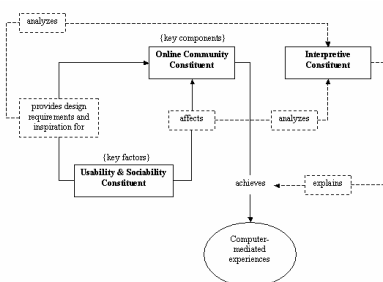 analyzes
{key components}
Online Community
Constituent
Interpretive
Constituent
provides design
requirements and
inspiration for
affects
analyzes
{key factors}
Usability & Sociability
Constituent
achieves
explains
Computer-
mediated
experiences